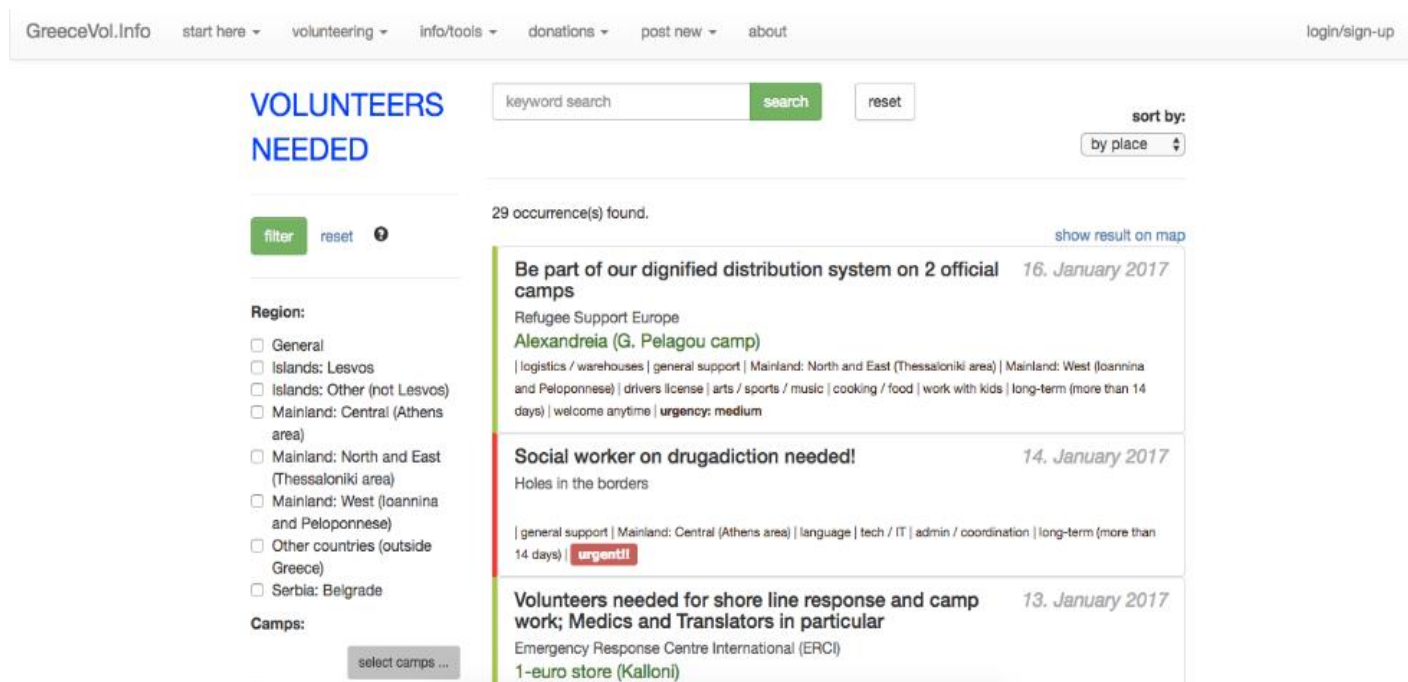 GreeceVol.Info start here volunteering info/tools donations post new about login/sign-up
VOLUNTEERS
NEEDED
keyword search search reset
sort by:
by place
filter reset ?
29 occurrence(s) found.
show result on map
Region:
General
Islands: Lesvos
Islands: Other (not Lesvos)
Mainland: Central (Athens
area)
Mainland: North and East
(Thessaloniki area)
Mainland: West (Ioannina
and Peloponnese)
Other countries (outside
Greece)
Serbia: Belgrade
Camps:
select camps ...
Be part of our dignified distribution system on 2 official 16. January 2017
camps
Refugee Support Europe
Alexandreia (G. Pelagou camp)
| logistics / warehouses | general support | Mainland: North and East (Thessaloniki area) | Mainland: West (Ioannina
and Peloponnese) | drivers license | arts / sports / music | cooking / food | work with kids | long-term (more than 14
days) | welcome anytime | urgency: medium
Social worker on drugadiction needed! 14. January 2017
Holes in the borders
| general support | Mainland: Central (Athens area) | language | tech / IT | admin / coordination | long-term (more than
14 days) | urgent!!
Volunteers needed for shore line response and camp 13. January 2017
work; Medics and Translators in particular
Emergency Response Centre International (ERCI)
1-euro store (Kalloni)